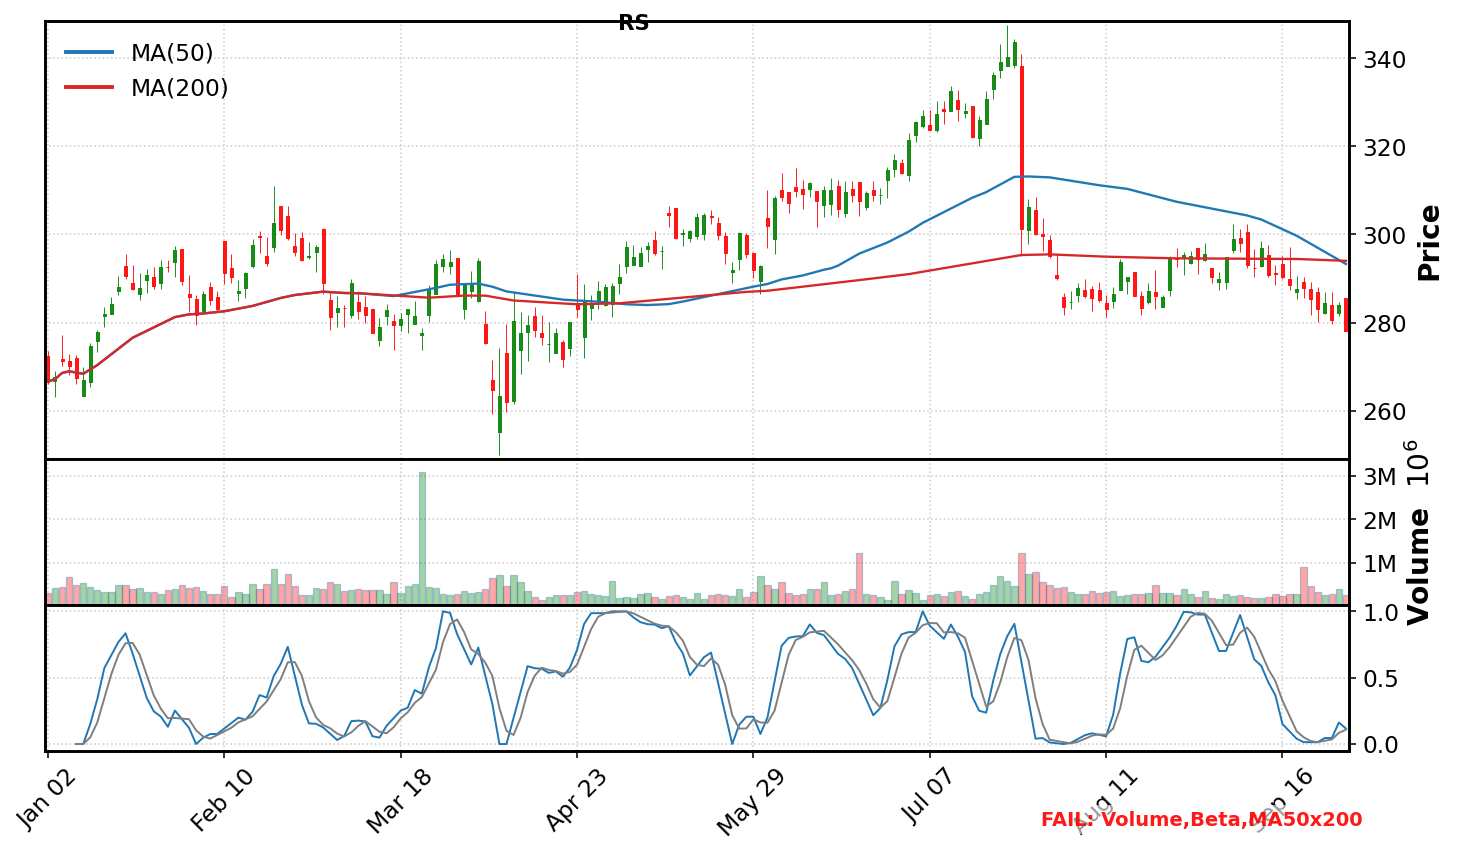 RS
MA(50)
MA(200)
340
320
300
280
260
Price
3M
2M
1M
Volume 10^6
1.0
0.5
0.0
Jan 02
Feb 10
Mar 18
Apr 23
May 29
Jul 07
Aug 11
Sep 16
FAIL: Volume,Beta,MA50x200